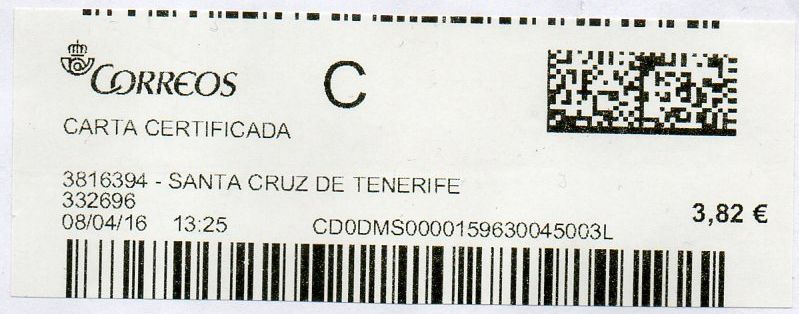 CORREOS
C
CARTA CERTIFICADA
3816394 - SANTA CRUZ DE TENERIFE
332696
3,82 €
08/04/16 13:25 CD0DMS0000159630045003L